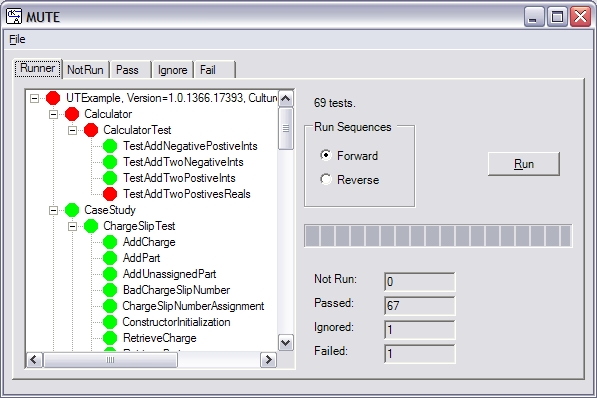 MUTE
File
Runner NotRun Pass Ignore Fail
UTExample, Version=1.0.1366.17393, Cultur
Calculator
CalculatorTest
TestAddNegativePostiveInts
TestAddTwoNegativeInts
TestAddTwoPostiveInts
TestAddTwoPostivesReals
CaseStudy
ChargeSlipTest
AddCharge
AddPart
AddUnassignedPart
BadChargeSlipNumber
ChargeSlipNumberAssignment
ConstructorInitialization
RetrieveCharge
69 tests.
Run Sequences
Forward
Reverse
Run
Not Run: 0
Passed: 67
Ignored: 1
Failed: 1